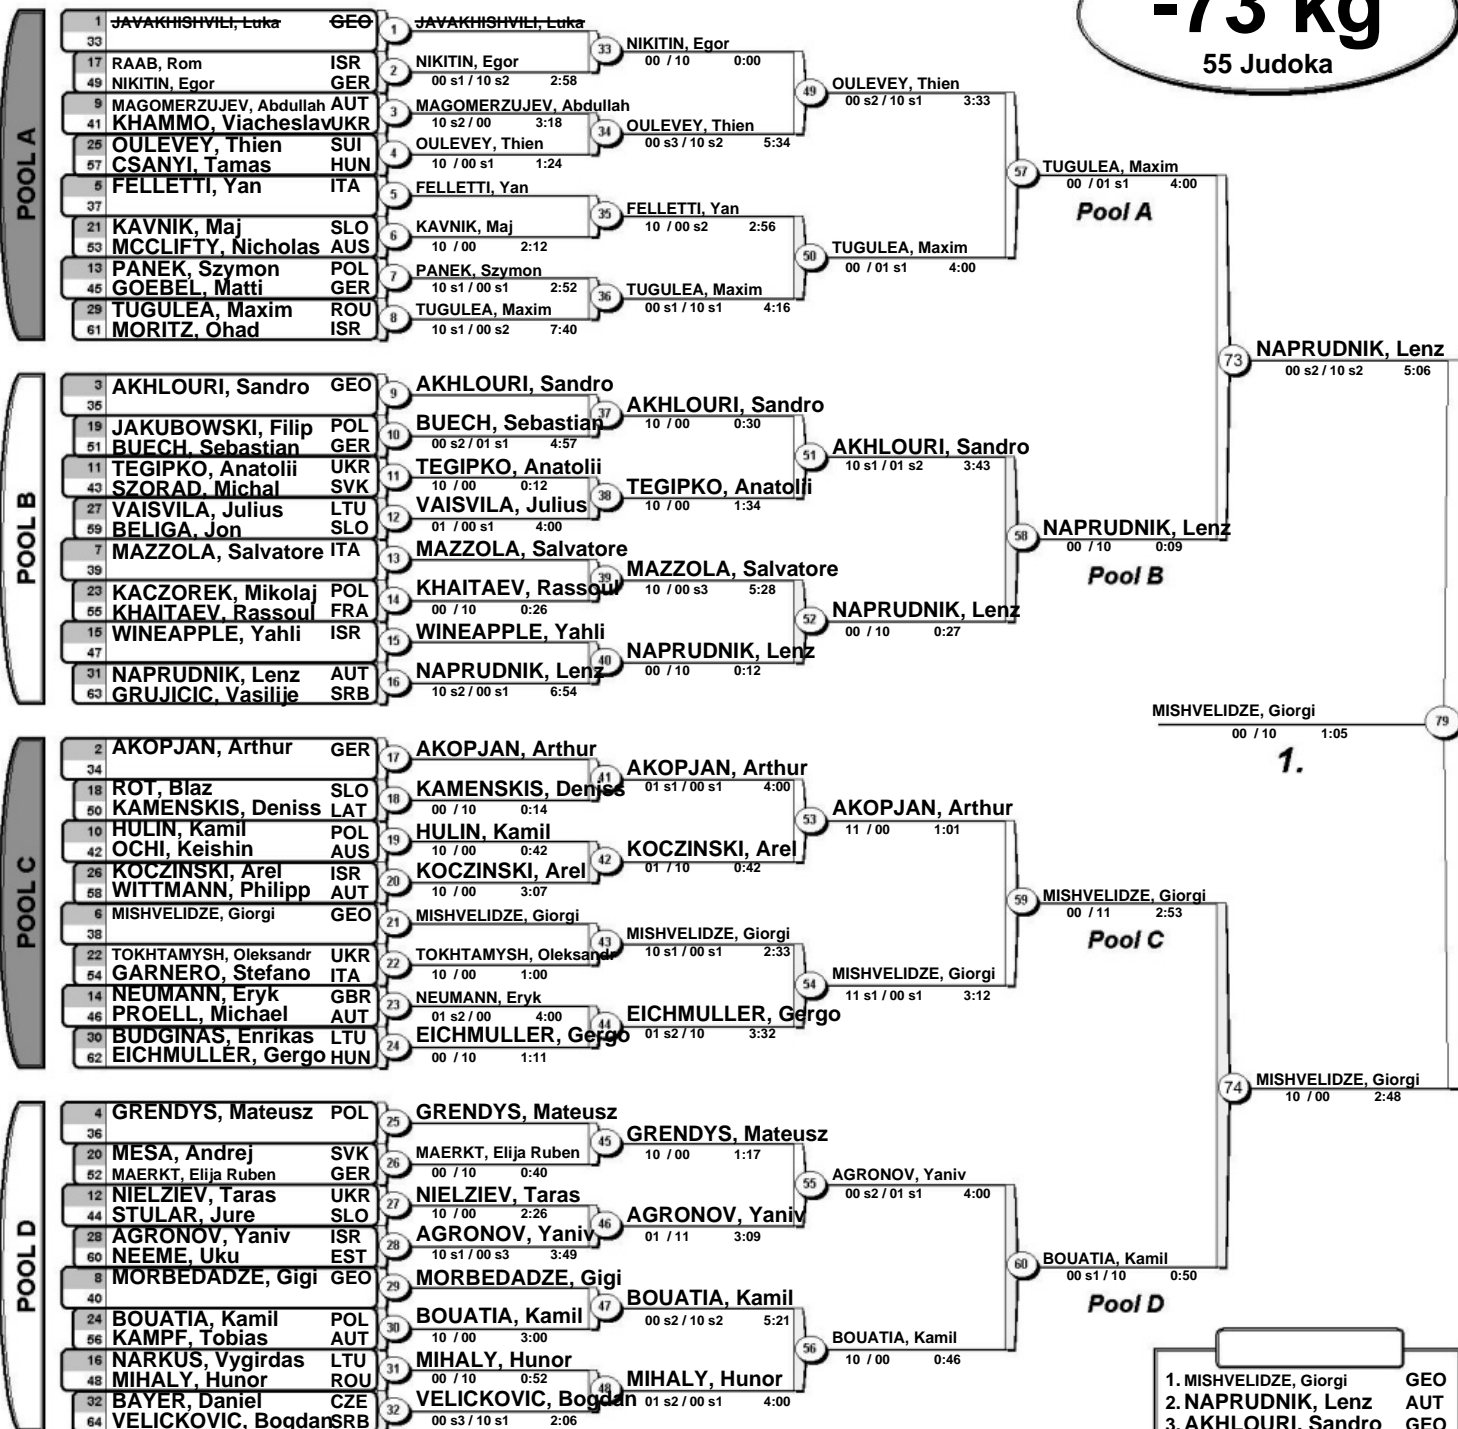 -73 kg
55 Judoka
POOL A
1 JAVAKHISHVILI, Luka GEO
33
17 RAAB, Rom ISR
49 NIKITIN, Egor GER
9 MAGOMERZUJEV, Abdullah AUT
41 KHAMMO, Viacheslav UKR
25 OULEVEY, Thien SUI
57 CSANYI, Tamas HUN
5 FELLETTI, Yan ITA
37
21 KAVNIK, Maj SLO
53 MCCLIFTY, Nicholas AUS
13 PANEK, Szymon POL
45 GOEBEL, Matti GER
29 TUGULEA, Maxim ROU
61 MORITZ, Ohad ISR
1 JAVAKHISHVILI, Luka
2 NIKITIN, Egor
00 s1 / 10 s2 2:58
3 MAGOMERZUJEV, Abdullah
10 s2 / 00 3:18
4 OULEVEY, Thien
10 / 00 s1 1:24
5 FELLETTI, Yan
6 KAVNIK, Maj
10 / 00 2:12
7 PANEK, Szymon
10 s1 / 00 s1 2:52
8 TUGULEA, Maxim
10 s1 / 00 s2 7:40
33 NIKITIN, Egor
00 / 10 0:00
34 OULEVEY, Thien
00 s3 / 10 s2 5:34
35 FELLETTI, Yan
10 / 00 s2 2:56
36 TUGULEA, Maxim
00 s1 / 10 s1 4:16
49 OULEVEY, Thien
00 s2 / 10 s1 3:33
50 TUGULEA, Maxim
00 / 01 s1 4:00
57 TUGULEA, Maxim
00 / 01 s1 4:00
Pool A
POOL B
3 AKHLOURI, Sandro GEO
35
19 JAKUBOWSKI, Filip POL
51 BUECH, Sebastian GER
11 TEGIPKO, Anatolii UKR
43 SZORAD, Michal SVK
27 VAISVILA, Julius LTU
59 BELIGA, Jon SLO
7 MAZZOLA, Salvatore ITA
39
23 KACZOREK, Mikolaj POL
55 KHAITAEV, Rassoul FRA
15 WINEAPPLE, Yahli ISR
47
31 NAPRUDNIK, Lenz AUT
63 GRUJICIC, Vasilije SRB
9 AKHLOURI, Sandro
10 BUECH, Sebastian
00 s2 / 01 s1 4:57
11 TEGIPKO, Anatolii
10 / 00 0:12
12 VAISVILA, Julius
01 / 00 s1 4:00
13 MAZZOLA, Salvatore
14 KHAITAEV, Rassoul
00 / 10 0:26
15 WINEAPPLE, Yahli
16 NAPRUDNIK, Lenz
10 s2 / 00 s1 6:54
37 AKHLOURI, Sandro
10 / 00 0:30
38 TEGIPKO, Anatolii
10 / 00 1:34
39 MAZZOLA, Salvatore
10 / 00 s3 5:28
40 NAPRUDNIK, Lenz
00 / 10 0:12
51 AKHLOURI, Sandro
10 s1 / 01 s2 3:43
52 NAPRUDNIK, Lenz
00 / 10 0:27
58 NAPRUDNIK, Lenz
00 / 10 0:09
Pool B
73 NAPRUDNIK, Lenz
00 s2 / 10 s2 5:06
MISHVELIDZE, Giorgi 79
00 / 10 1:05
1.
POOL C
2 AKOPJAN, Arthur GER
34
18 ROT, Blaz SLO
50 KAMENSKIS, Deniss LAT
10 HULIN, Kamil POL
42 OCHI, Keishin AUS
26 KOCZINSKI, Arel ISR
58 WITTMANN, Philipp AUT
6 MISHVELIDZE, Giorgi GEO
38
22 TOKHTAMYSH, Oleksandr UKR
54 GARNERO, Stefano ITA
14 NEUMANN, Eryk GBR
46 PROELL, Michael AUT
30 BUDGINAS, Enrikas LTU
62 EICHMULLER, Gergo HUN
17 AKOPJAN, Arthur
18 KAMENSKIS, Deniss
00 / 10 0:14
19 HULIN, Kamil
10 / 00 0:42
20 KOCZINSKI, Arel
10 / 00 3:07
21 MISHVELIDZE, Giorgi
22 TOKHTAMYSH, Oleksandr
10 / 00 1:00
23 NEUMANN, Eryk
01 s2 / 00 4:00
24 EICHMULLER, Gergo
00 / 10 1:11
41 AKOPJAN, Arthur
01 s1 / 00 s1 4:00
42 KOCZINSKI, Arel
01 / 10 0:42
43 MISHVELIDZE, Giorgi
10 s1 / 00 s1 2:33
44 EICHMULLER, Gergo
01 s2 / 10 3:32
53 AKOPJAN, Arthur
11 / 00 1:01
54 MISHVELIDZE, Giorgi
11 s1 / 00 s1 3:12
59 MISHVELIDZE, Giorgi
00 / 11 2:53
Pool C
74 MISHVELIDZE, Giorgi
10 / 00 2:48
POOL D
4 GRENDYS, Mateusz POL
36
20 MESA, Andrej SVK
52 MAERKT, Elija Ruben GER
12 NIELZIEV, Taras UKR
44 STULAR, Jure SLO
28 AGRONOV, Yaniv ISR
60 NEEME, Uku EST
8 MORBEDADZE, Gigi GEO
40
24 BOUATIA, Kamil POL
56 KAMPF, Tobias AUT
16 NARKUS, Vygirdas LTU
48 MIHALY, Hunor ROU
32 BAYER, Daniel CZE
64 VELICKOVIC, Bogdan SRB
25 GRENDYS, Mateusz
26 MAERKT, Elija Ruben
00 / 10 0:40
27 NIELZIEV, Taras
10 / 00 2:26
28 AGRONOV, Yaniv
10 s1 / 00 s3 3:49
29 MORBEDADZE, Gigi
30 BOUATIA, Kamil
10 / 00 3:00
31 MIHALY, Hunor
00 / 10 0:52
32 VELICKOVIC, Bogdan
00 s3 / 10 s1 2:06
45 GRENDYS, Mateusz
10 / 00 1:17
46 AGRONOV, Yaniv
01 / 11 3:09
47 BOUATIA, Kamil
00 s2 / 10 s2 5:21
48 MIHALY, Hunor
01 s2 / 00 s1 4:00
55 AGRONOV, Yaniv
00 s2 / 01 s1 4:00
56 BOUATIA, Kamil
10 / 00 0:46
60 BOUATIA, Kamil
00 s1 / 10 0:50
Pool D
1. MISHVELIDZE, Giorgi GEO
2. NAPRUDNIK, Lenz AUT
3. AKHLOURI, Sandro GEO